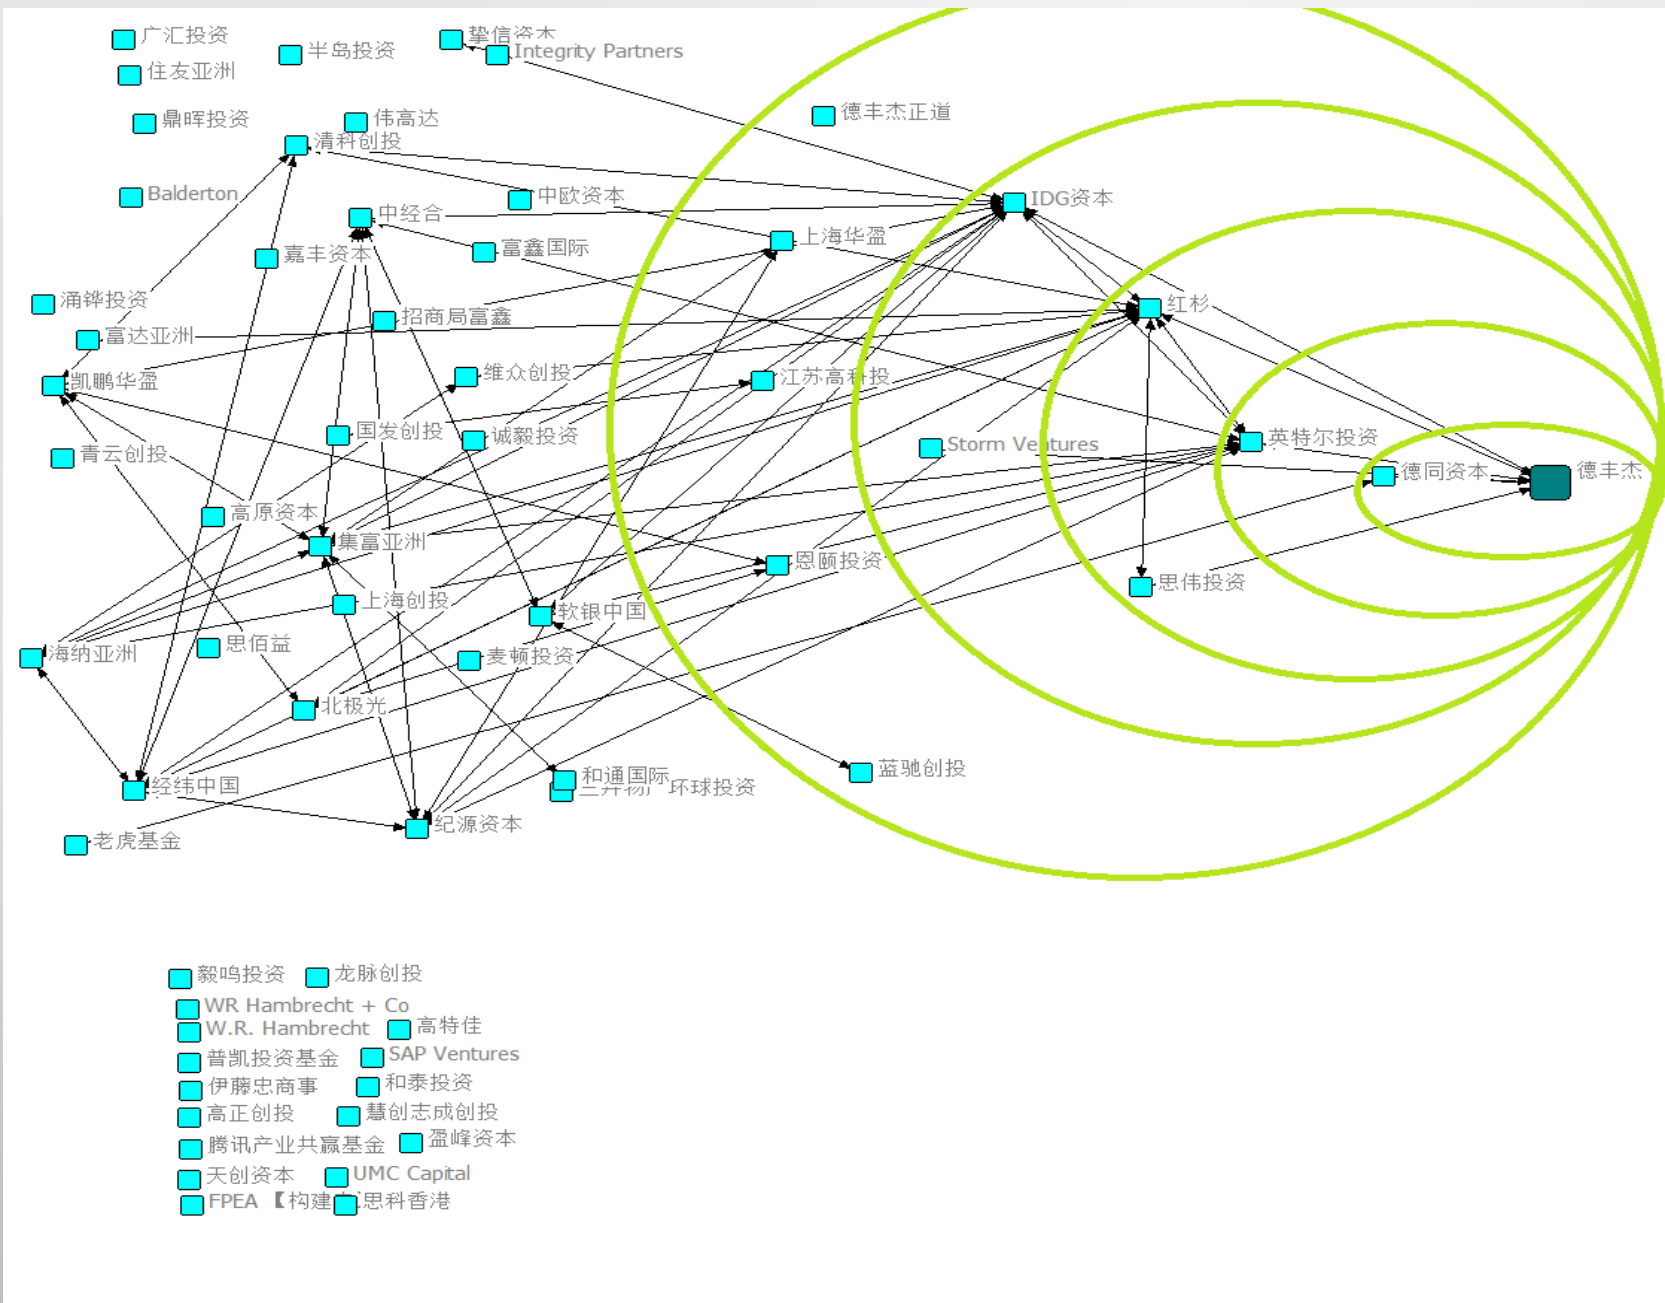 广汇投资
挚信资本
半岛投资
Integrity Partners
住友亚洲
鼎晖投资
伟高达
德丰杰正道
清科创投
Balderton
中欧资本
IDG资本
中经合
上海华盈
嘉丰资本
富鑫国际
涌铧投资
招商局富鑫
红杉
富达亚洲
凯鹏华盈
维众创投
江苏高科投
国发创投
诚毅投资
Storm Ventures
英特尔投资
青云创投
德同资本
德丰杰
高原资本
集富亚洲
恩颐投资
思伟投资
上海创投
软银中国
海纳亚洲
思佰益
麦顿投资
北极光
经纬中国
和通国际
环球投资
蓝驰创投
老虎基金
纪源资本
毅鸣投资
龙脉创投
WR Hambrecht + Co
W.R. Hambrecht
高特佳
普凯投资基金
SAP Ventures
伊藤忠商事
和泰投资
高正创投
慧创志成创投
腾讯产业共赢基金
盈峰资本
天创资本
UMC Capital
FPEA 【构建
思科香港